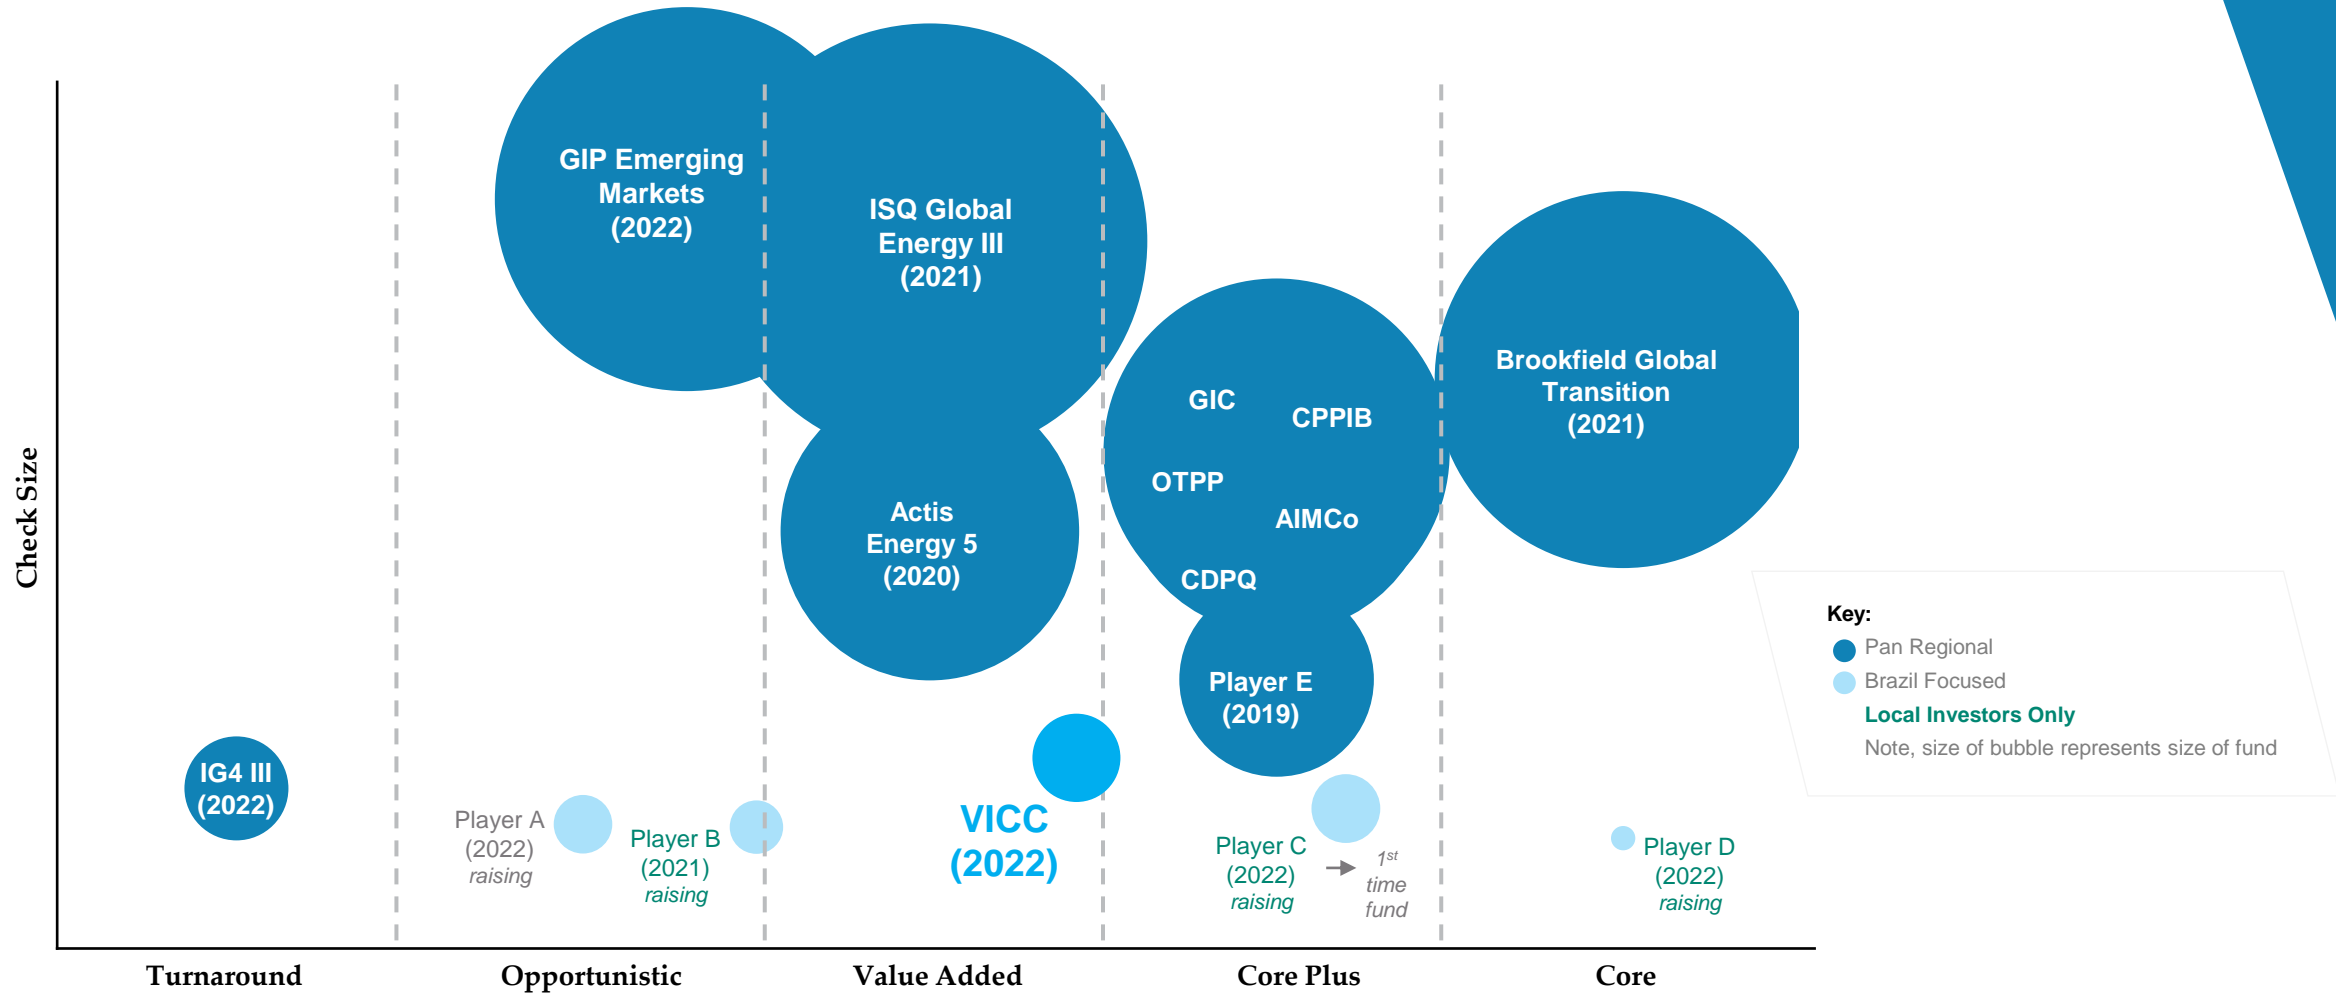 Check Size
GIP Emerging
Markets
(2022)
ISQ Global
Energy III
(2021)
Actis
Energy 5
(2020)
GIC
CPPIB
OTPP
AIMCo
CDPQ
Brookfield Global
Transition
(2021)
Player E
(2019)
IG4 III
(2022)
Player A
(2022)
raising
Player B
(2021)
raising
VICC
(2022)
Player C
(2022)
raising
1st
time
fund
Player D
(2022)
raising
Turnaround
Opportunistic
Value Added
Core Plus
Core
Key:
Pan Regional
Brazil Focused
Local Investors Only
Note, size of bubble represents size of fund